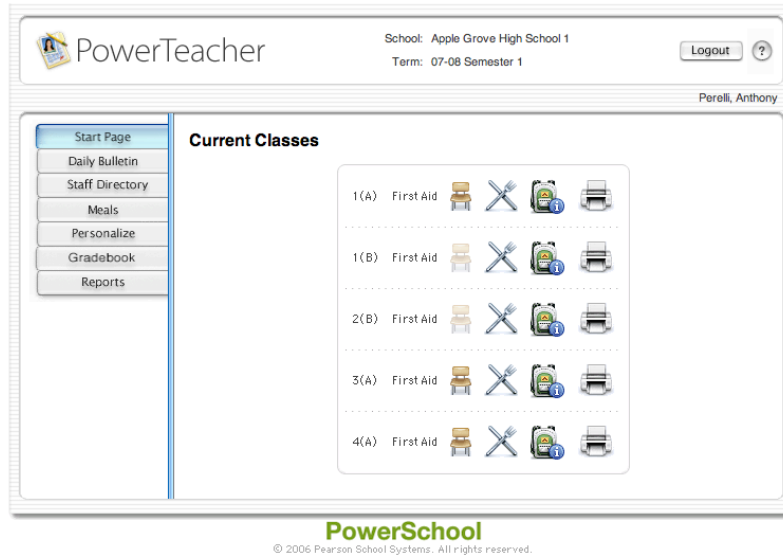 PowerTeacher
School: Apple Grove High School 1
Term: 07-08 Semester 1
Logout
?
Perelli, Anthony
Start Page
Daily Bulletin
Staff Directory
Meals
Personalize
Gradebook
Reports
Current Classes
1(A) First Aid
1(B) First Aid
2(B) First Aid
3(A) First Aid
4(A) First Aid
PowerSchool
© 2006 Pearson School Systems. All rights reserved.